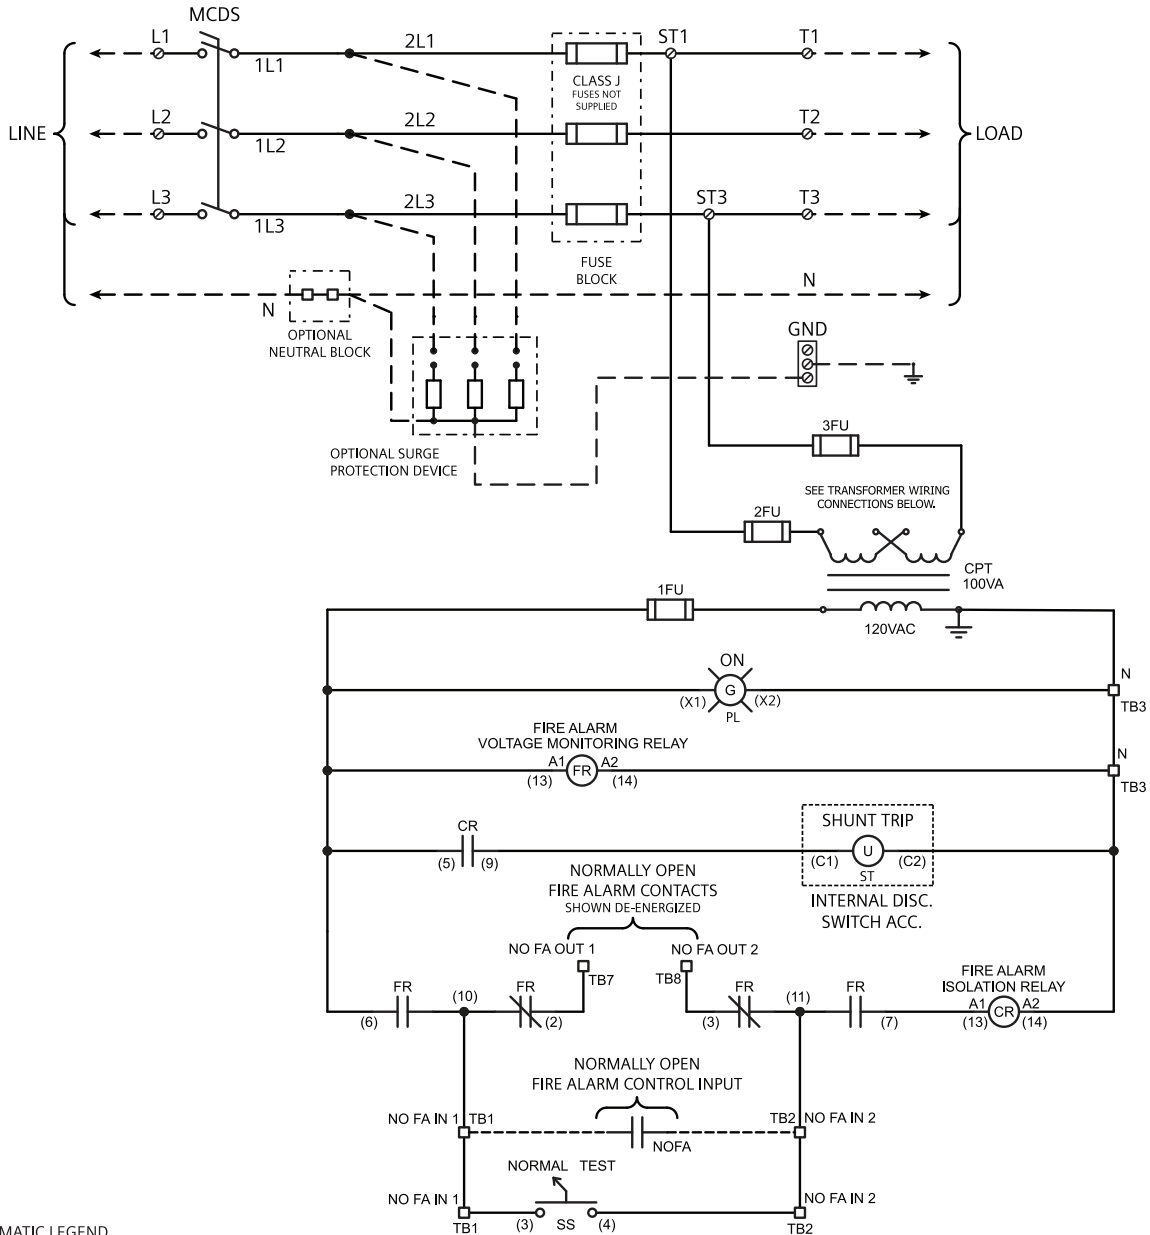 MCDS
L1
2L1
ST1
T1
1L1
CLASS J
FUSES NOT
SUPPLIED
L2
2L2
T2
LINE
LOAD
1L2
L3
2L3
ST3
T3
1L3
FUSE
BLOCK
N
N
OPTIONAL
NEUTRAL BLOCK
GND
OPTIONAL SURGE
PROTECTION DEVICE
3FU
SEE TRANSFORMER WIRING
CONNECTIONS BELOW.
2FU
CPT
100VA
1FU
120VAC
ON
(X1) G (X2)
PL
N
TB3
FIRE ALARM
VOLTAGE MONITORING RELAY
A1 FR A2
(13) (14)
N
TB3
CR
(5) (9)
SHUNT TRIP
(C1) U (C2)
ST
INTERNAL DISC.
SWITCH ACC.
NORMALLY OPEN
FIRE ALARM CONTACTS
SHOWN DE-ENERGIZED
NO FA OUT 1
NO FA OUT 2
TB7
TB8
FIRE ALARM
ISOLATION RELAY
FR
(6)
(10)
FR
(2)
FR
(3)
(11)
FR
(7)
A1 CR A2
(13) (14)
NORMALLY OPEN
FIRE ALARM CONTROL INPUT
NO FA IN 1 TB1
TB2 NO FA IN 2
NOFA
NORMAL TEST
NO FA IN 1
NO FA IN 2
TB1
(3) SS (4)
TB2
MATIC LEGEND